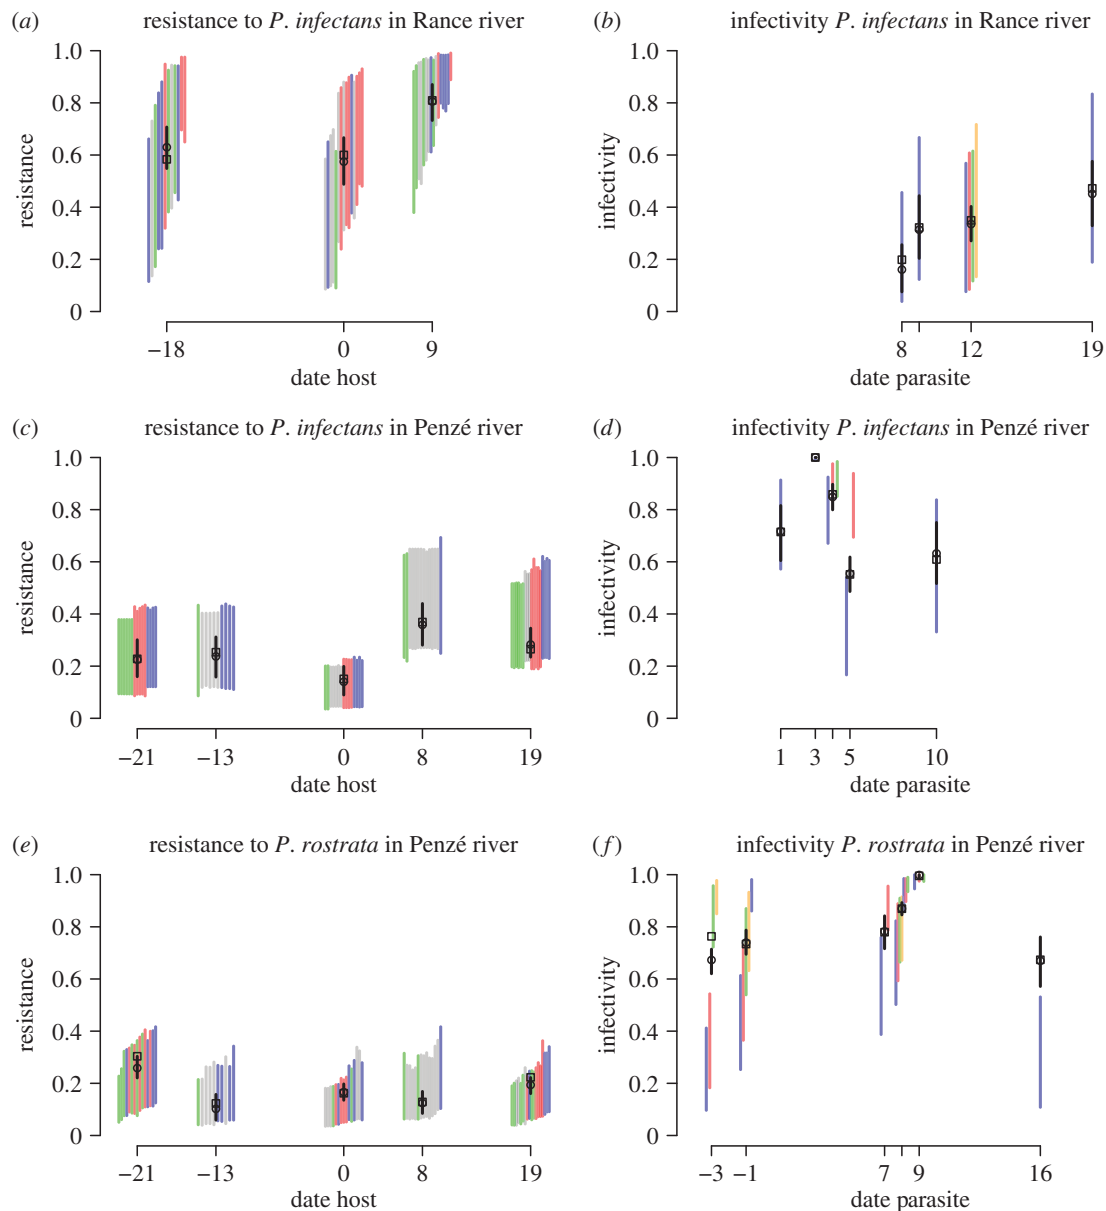 (a) resistance to P. infectans in Rance river
1.0
0.8
0.6
0.4
0.2
0
resistance
−18 0 9
date host
(b) infectivity P. infectans in Rance river
1.0
0.8
0.6
0.4
0.2
0
infectivity
8 12 19
date parasite
(c) resistance to P. infectans in Penzé river
1.0
0.8
0.6
0.4
0.2
0
resistance
−21 −13 0 8 19
date host
(d) infectivity P. infectans in Penzé river
1.0
0.8
0.6
0.4
0.2
0
infectivity
1 3 5 10
date parasite
(e) resistance to P. rostrata in Penzé river
1.0
0.8
0.6
0.4
0.2
0
resistance
−21 −13 0 8 19
date host
(f) infectivity P. rostrata in Penzé river
1.0
0.8
0.6
0.4
0.2
0
infectivity
−3 −1 7 9 16
date parasite